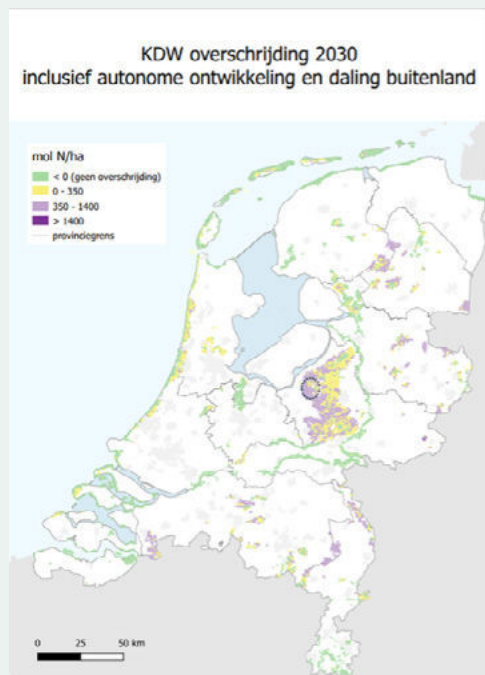 KDW overschrijding 2030
inclusief autonome ontwikkeling en daling buitenland
mol N/ha
< 0 (geen overschrijding)
0 - 350
350 - 1400
> 1400
provinciegrens
0 25 50 km